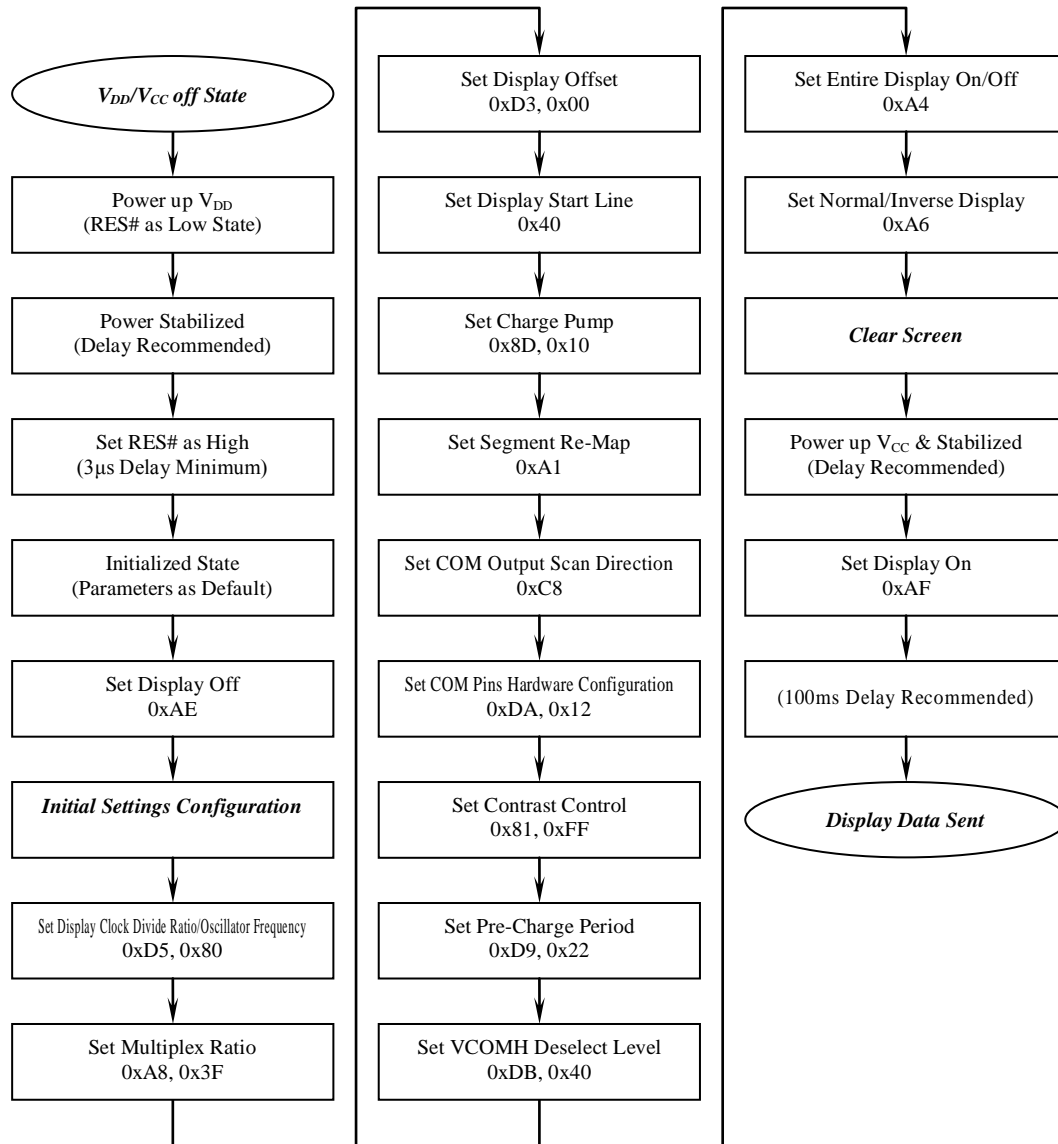 V_DD/V_CC off State
Power up V_DD
(RES# as Low State)
Power Stabilized
(Delay Recommended)
Set RES# as High
(3μs Delay Minimum)
Initialized State
(Parameters as Default)
Set Display Off
0xAE
Initial Settings Configuration
Set Display Clock Divide Ratio/Oscillator Frequency
0xD5, 0x80
Set Multiplex Ratio
0xA8, 0x3F
Set Display Offset
0xD3, 0x00
Set Display Start Line
0x40
Set Charge Pump
0x8D, 0x10
Set Segment Re-Map
0xA1
Set COM Output Scan Direction
0xC8
Set COM Pins Hardware Configuration
0xDA, 0x12
Set Contrast Control
0x81, 0xFF
Set Pre-Charge Period
0xD9, 0x22
Set VCOMH Deselect Level
0xDB, 0x40
Set Entire Display On/Off
0xA4
Set Normal/Inverse Display
0xA6
Clear Screen
Power up V_CC & Stabilized
(Delay Recommended)
Set Display On
0xAF
(100ms Delay Recommended)
Display Data Sent